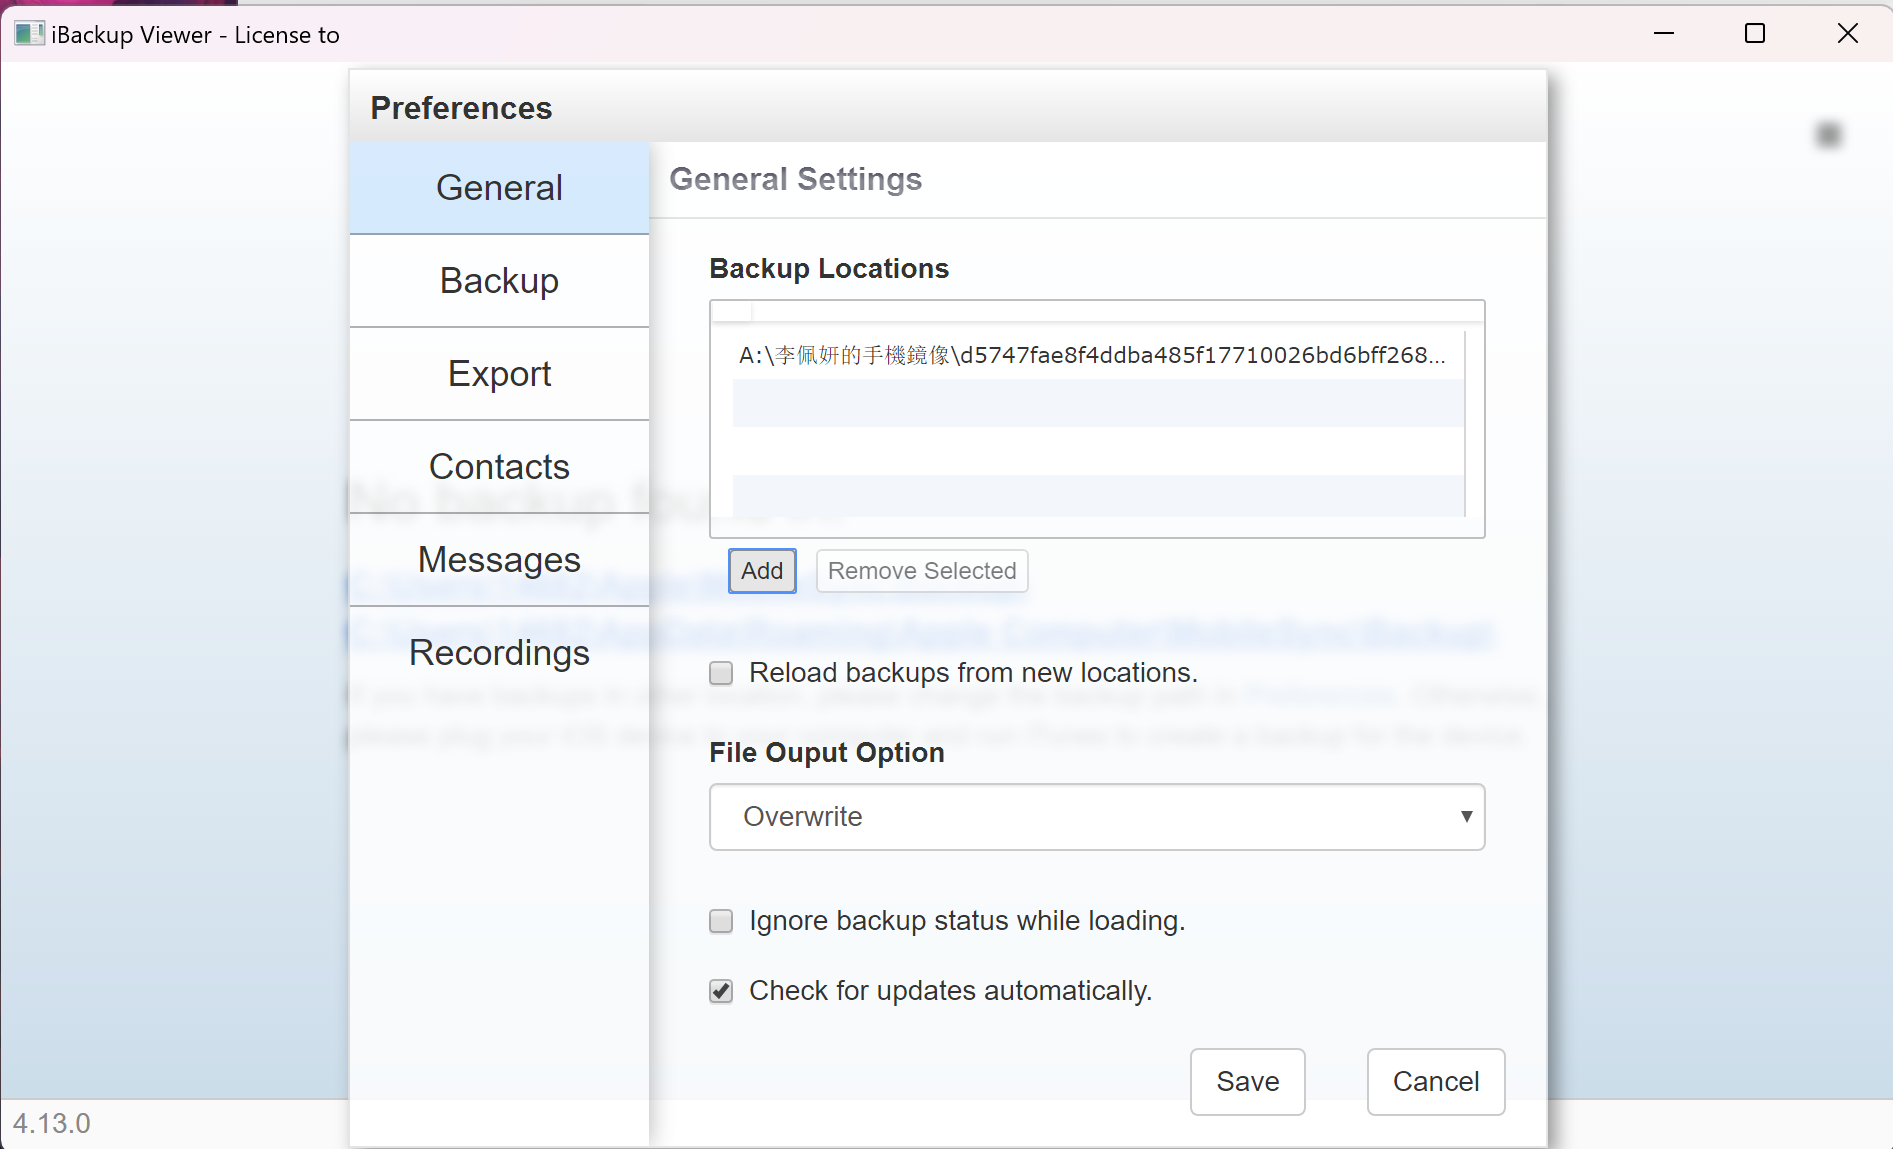 iBackup Viewer - License to
Preferences
General
Backup
Export
Contacts
Messages
Recordings
General Settings
Backup Locations
A:\李佩妍的手機鏡像\d5747fae8f4ddba485f17710026bd6bff268...
Add
Remove Selected
Reload backups from new locations.
File Ouput Option
Overwrite
Ignore backup status while loading.
Check for updates automatically.
Save
Cancel
4.13.0